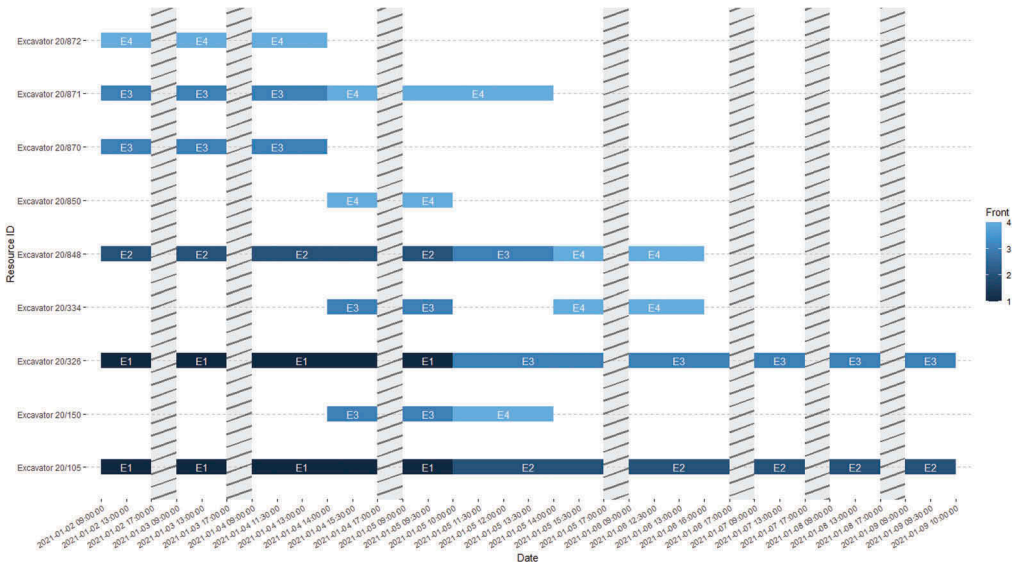 Resource ID
Excavator 20/872
E4 E4 E4
Excavator 20/871
E3 E3 E3 E4 E4
Excavator 20/870
E3 E3 E3
Excavator 20/850
E4 E4
Excavator 20/848
E2 E2 E2 E2 E3 E4 E4
Excavator 20/334
E3 E3 E4 E4
Excavator 20/326
E1 E1 E1 E1 E3 E3 E3 E3 E3
Excavator 20/150
E3 E3 E4
Excavator 20/105
E1 E1 E1 E1 E2 E2 E2 E2 E2
2021-01-02 09:00:00
2021-01-02 13:00:00
2021-01-02 17:00:00
2021-01-03 09:00:00
2021-01-03 13:00:00
2021-01-03 17:00:00
2021-01-04 09:00:00
2021-01-04 11:30:00
2021-01-04 13:00:00
2021-01-04 14:00:00
2021-01-04 15:30:00
2021-01-04 17:00:00
2021-01-05 09:00:00
2021-01-05 09:30:00
2021-01-05 10:00:00
2021-01-05 11:30:00
2021-01-05 12:00:00
2021-01-05 13:30:00
2021-01-05 14:00:00
2021-01-05 15:30:00
2021-01-05 17:00:00
2021-01-06 09:00:00
2021-01-06 12:30:00
2021-01-06 13:00:00
2021-01-06 16:00:00
2021-01-06 17:00:00
2021-01-07 09:00:00
2021-01-07 13:00:00
2021-01-07 17:00:00
2021-01-08 09:00:00
2021-01-08 13:00:00
2021-01-08 17:00:00
2021-01-09 09:00:00
2021-01-09 09:30:00
2021-01-09 10:00:00
Date
Front
4
3
2
1